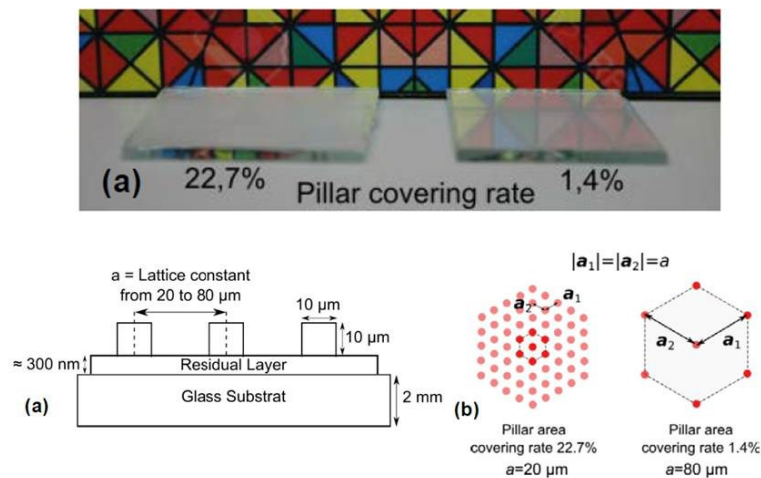 (a)
22,7%
Pillar covering rate
1,4%
a = Lattice constant
from 20 to 80 μm
10 μm
10 μm
≈ 300 nm
Residual Layer
Glass Substrat
2 mm
(a)
|a₁|=|a₂|=a
a₂
a₁
a₂
a₁
(b)
Pillar area
covering rate 22.7%
a=20 μm
Pillar area
covering rate 1.4%
a=80 μm